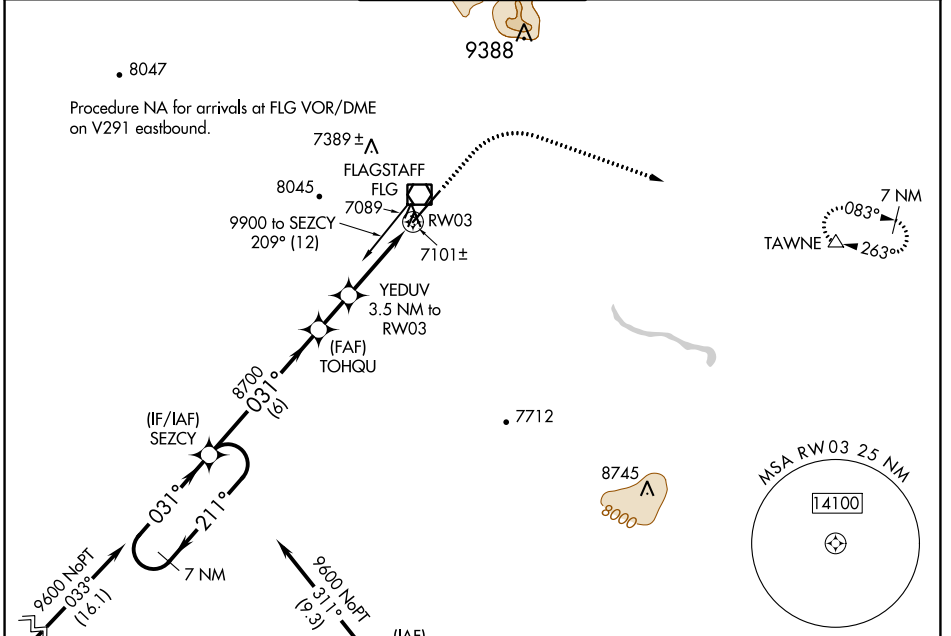 9388
8047
Procedure NA for arrivals at FLG VOR/DME
on V291 eastbound.
7389 ±
FLAGSTAFF
FLG
8045
7089
RW03
9900 to SEZCY
209° (12)
7101±
7 NM
083°
TAWNE
263°
YEDUV
3.5 NM to
RW03
(FAF)
TOHQU
8700
031°
(6)
(IF/IAF)
SEZCY
7712
MSA RW03 25 NM
8745
8000
14100
031°
211°
7 NM
9600 NoPT
033°
(16.1)
9600 NoPT
311°
(9.3)
(IAF)